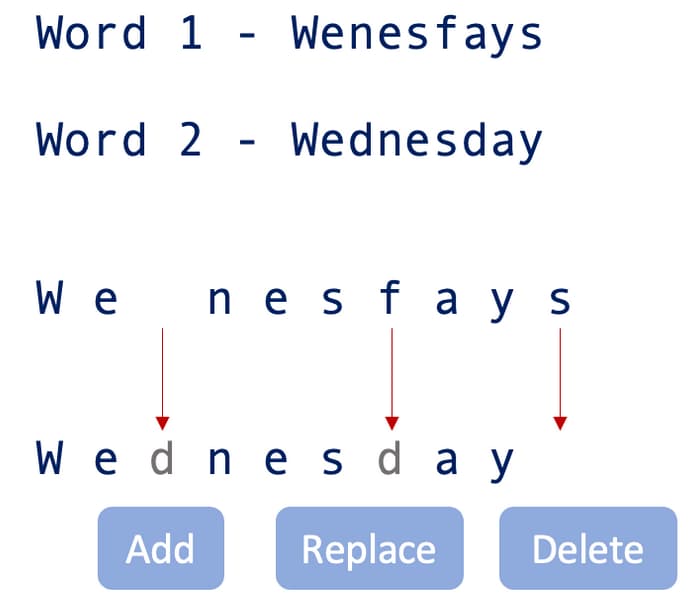 Word 1 - Wenesfays
Word 2 - Wednesday
W e n e s f a y s
W e d n e s d a y
Add Replace Delete